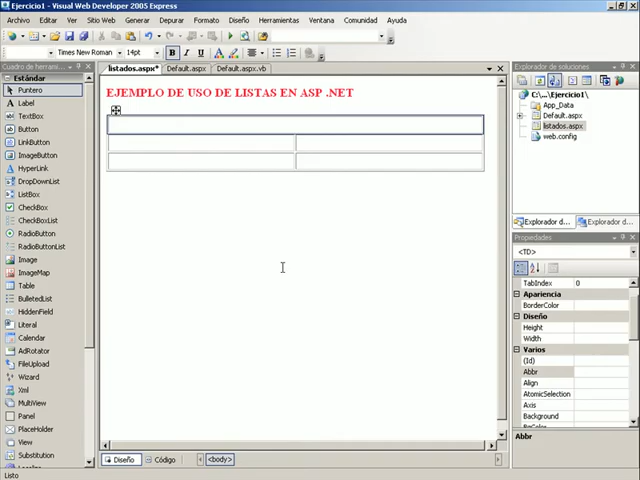 Ejercicio1 - Visual Web Developer 2005 Express
Archivo Editar Ver Sitio Web Generar Depurar Formato Diseño Herramientas Ventana Comunidad Ayuda
Times New Roman 14pt B I U A
Cuadro de herrami...
Estándar
Puntero
Label
TextBox
Button
LinkButton
ImageButton
HyperLink
DropDownList
ListBox
CheckBox
CheckBoxList
RadioButton
RadioButtonList
Image
ImageMap
Table
BulletedList
HiddenField
Literal
Calendar
AdRotator
FileUpload
Wizard
Xml
MultiView
Panel
PlaceHolder
View
Substitution
listados.aspx* Default.aspx Default.aspx.vb
EJEMPLO DE USO DE LISTAS EN ASP .NET
Diseño Código <body>
Explorador de soluciones
C:\...\Ejercicio1\
App_Data
Default.aspx
listados.aspx
web.config
Explorador d... Explorador de...
Propiedades
<TD>
TabIndex 0
Apariencia
BorderColor
Diseño
Height
Width
Varios
(Id)
Abbr
Align
AtomicSelection
Axis
Background
BgColor
Abbr
Listo